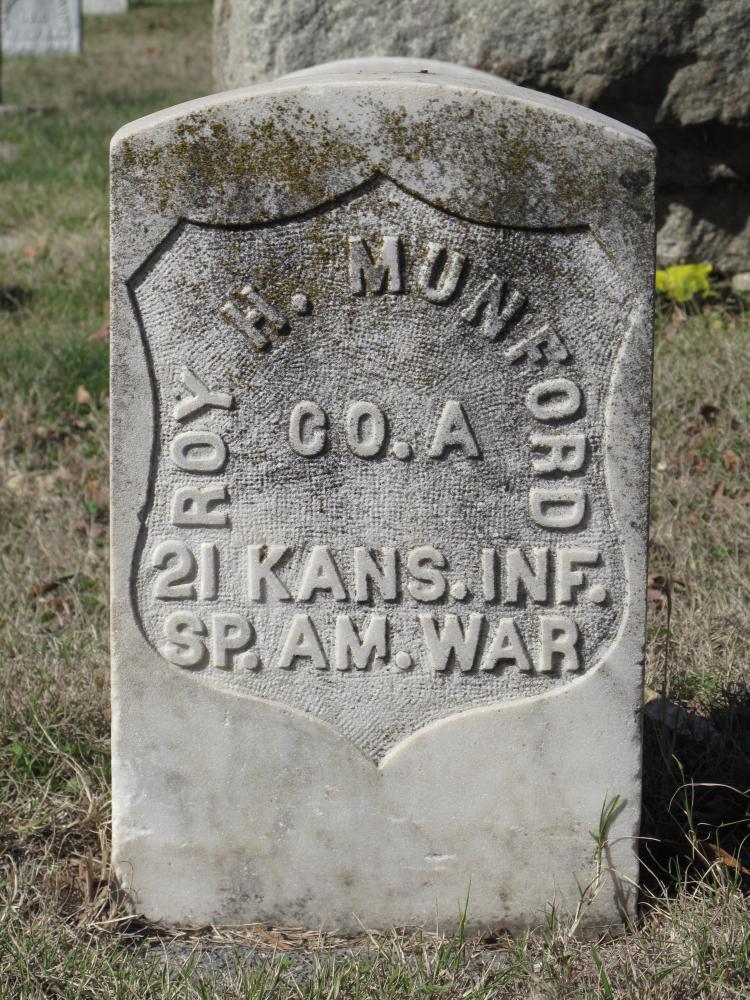 ROY H. MUNFORD
CO. A
21 KANS. INF.
SP. AM. WAR